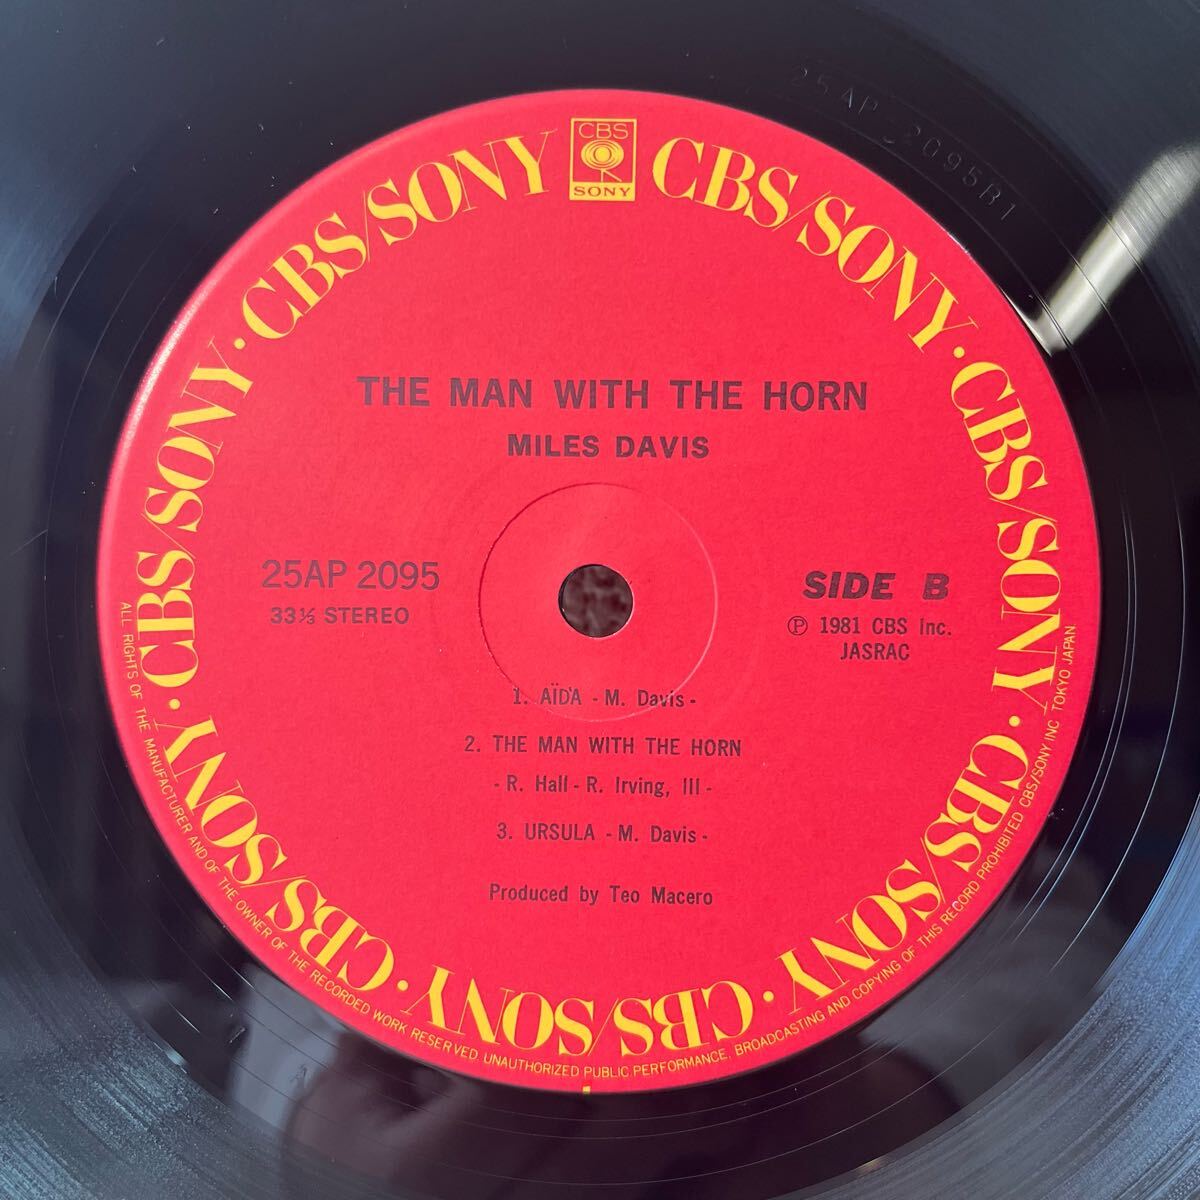 25AP 2095B1
CBS
SONY
CBS/SONY · CBS/SONY · CBS/SONY · CBS/SONY · CBS/SONY · CBS/SONY · CBS/SONY · CBS/SONY
THE MAN WITH THE HORN
MILES DAVIS
25AP 2095
33⅓ STEREO
SIDE B
Ⓟ 1981 CBS Inc.
JASRAC
1. AÏDA - M. Davis -
2. THE MAN WITH THE HORN
- R. Hall - R. Irving, III -
3. URSULA - M. Davis -
Produced by Teo Macero
ALL RIGHTS OF THE MANUFACTURER AND OF THE OWNER OF THE RECORDED WORK RESERVED. UNAUTHORIZED PUBLIC PERFORMANCE, BROADCASTING AND COPYING OF THIS RECORD PROHIBITED CBS/SONY INC TOKYO JAPAN.